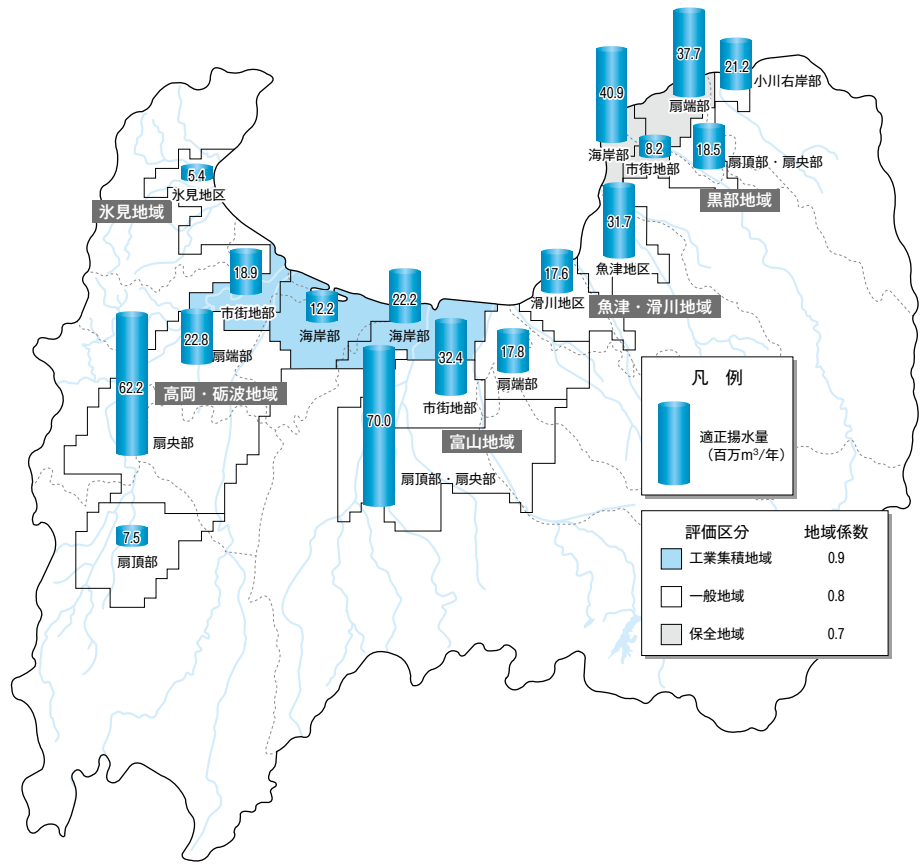 37.7
扇端部
21.2
小川右岸部
40.9
海岸部
8.2
市街地部
18.5
扇頂部・扇央部
黒部地域
5.4
氷見地区
氷見地域
31.7
魚津地区
17.6
滑川地区
魚津・滑川地域
18.9
市街地部
12.2
海岸部
22.2
海岸部
22.8
扇端部
高岡・砺波地域
62.2
扇央部
7.5
扇頂部
32.4
市街地部
17.8
扇端部
富山地域
70.0
扇頂部・扇央部
凡 例
適正揚水量
(百万m³/年)
評価区分 地域係数
工業集積地域 0.9
一般地域 0.8
保全地域 0.7